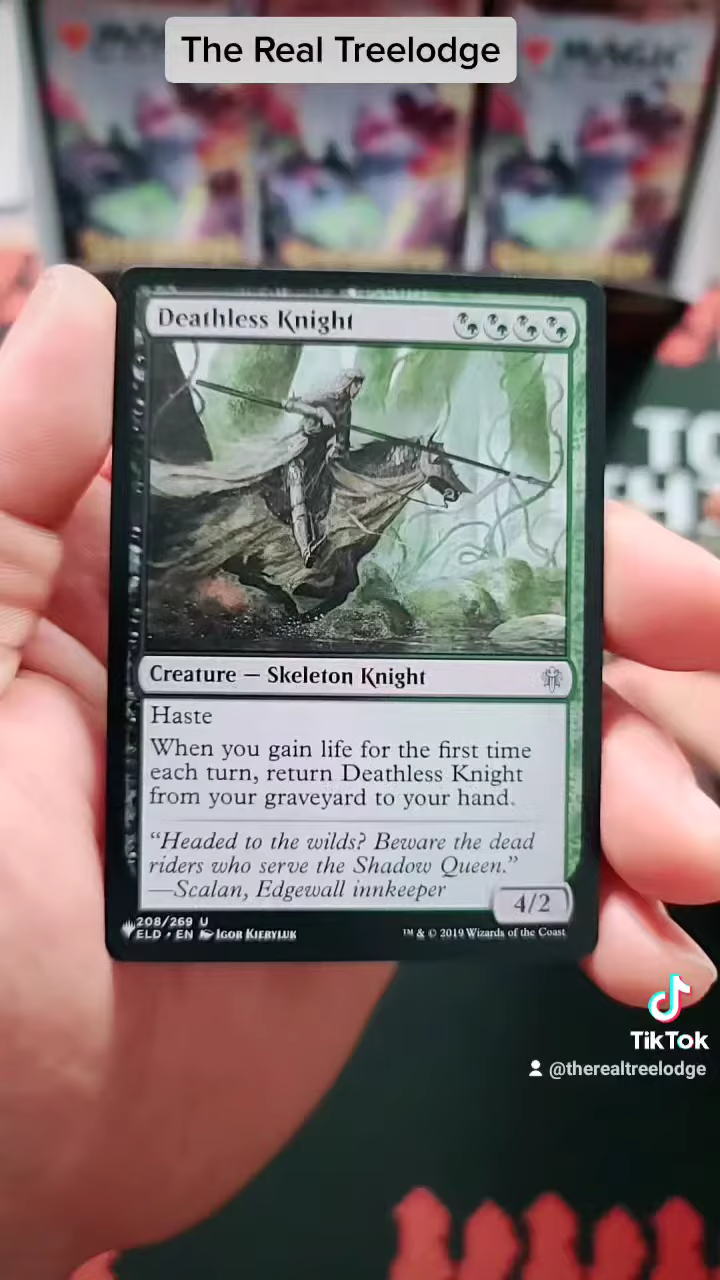 The Real Treelodge
MAGIC
Deathless Knight
Creature — Skeleton Knight
Haste
When you gain life for the first time
each turn, return Deathless Knight
from your graveyard to your hand.
“Headed to the wilds? Beware the dead
riders who serve the Shadow Queen.”
—Scalan, Edgewall innkeeper
4/2
208/269 U
ELD • EN Igor Kieryluk
™ & © 2019 Wizards of the Coast
TikTok
@therealtreelodge